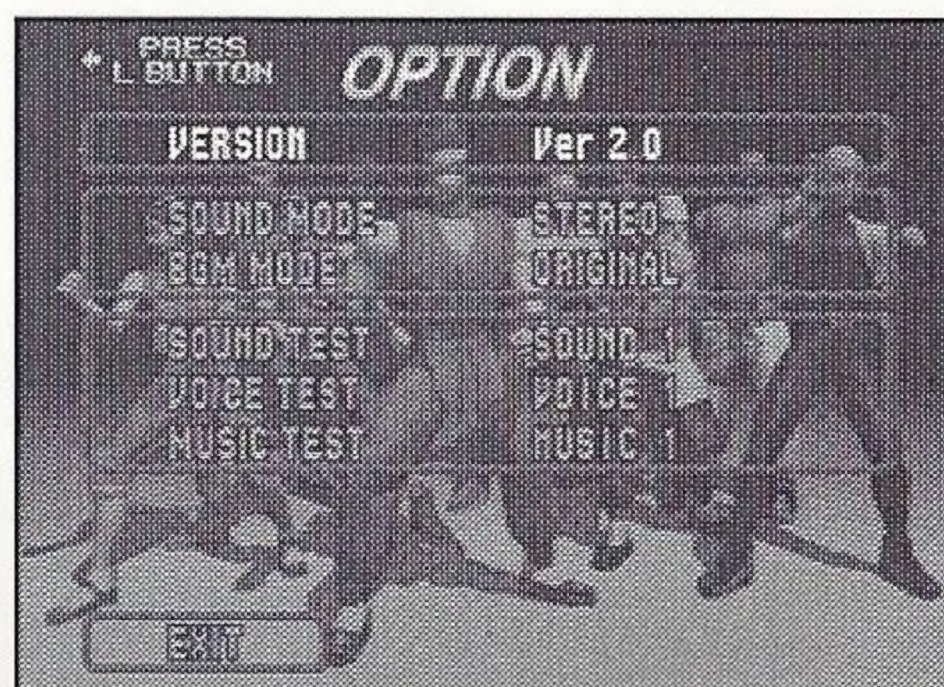 ← PRESS
L BUTTON
OPTION
VERSION Ver 2.0
SOUND MODE STEREO
BGM MODE ORIGINAL
SOUND TEST SOUND 1
VOICE TEST VOICE 1
MUSIC TEST MUSIC 1
EXIT